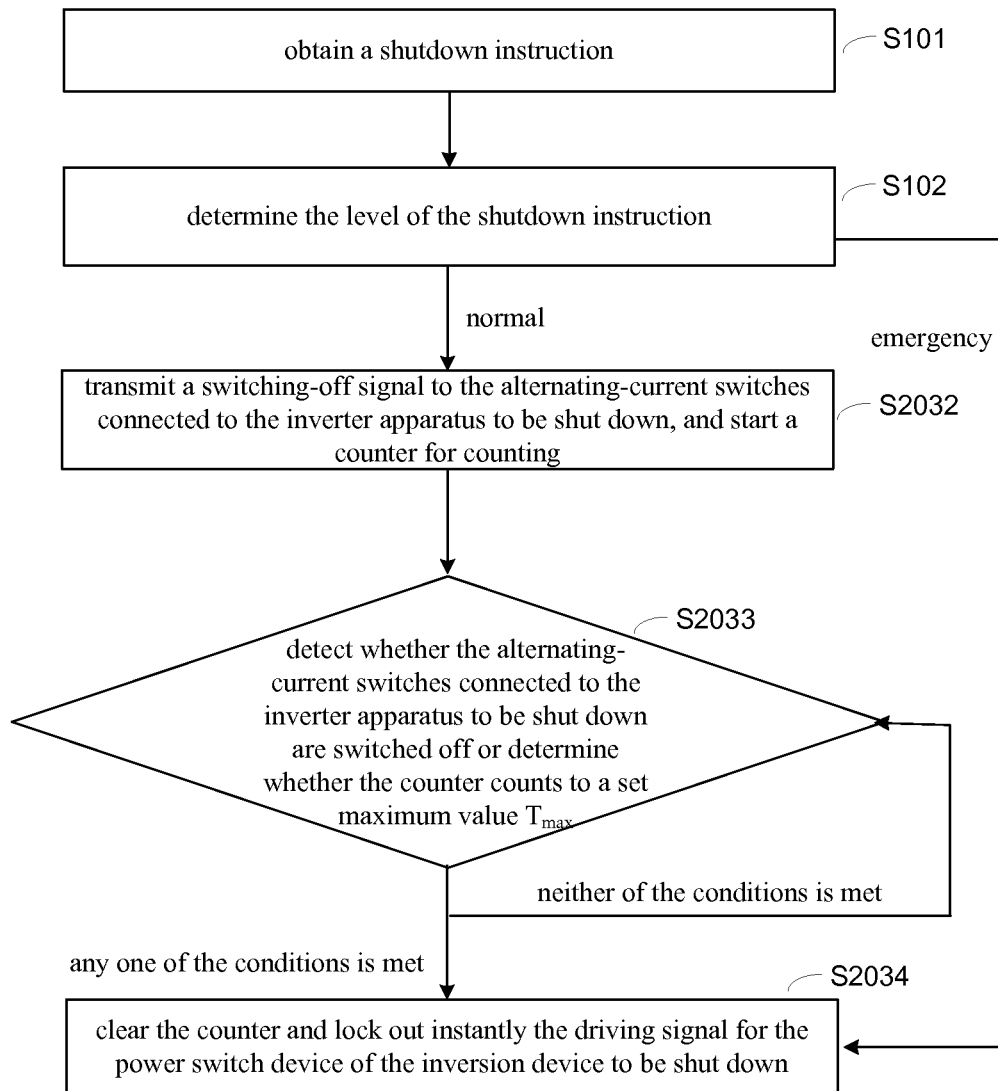 obtain a shutdown instruction
S101
determine the level of the shutdown instruction
S102
normal
emergency
transmit a switching-off signal to the alternating-current switches
connected to the inverter apparatus to be shut down, and start a
counter for counting
S2032
S2033
detect whether the alternating-
current switches connected to the
inverter apparatus to be shut down
are switched off or determine
whether the counter counts to a set
maximum value Tmax
neither of the conditions is met
any one of the conditions is met
S2034
clear the counter and lock out instantly the driving signal for the
power switch device of the inversion device to be shut down